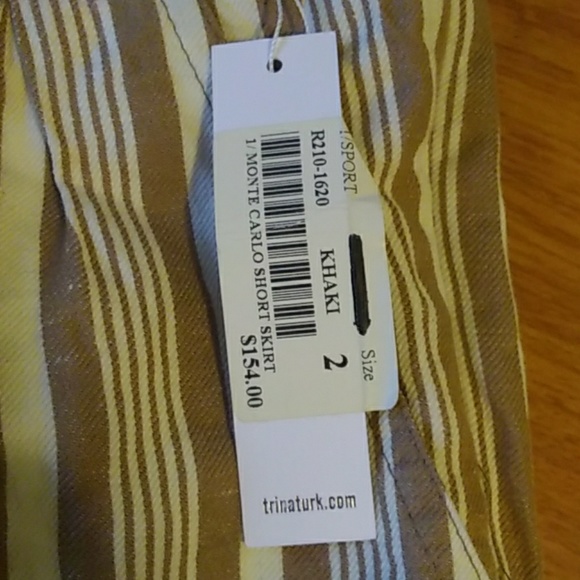 !/SPORT
Size
R210-1620 KHAKI 2
1/MONTE CARLO SHORT SKIRT
$154.00
trinaturk.com